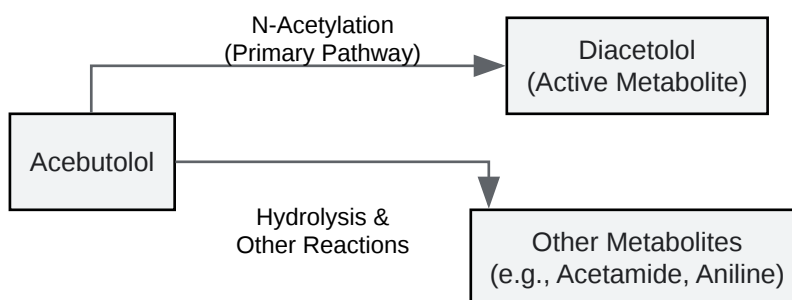 N-Acetylation
(Primary Pathway)
Diacetolol
(Active Metabolite)
Acebutolol
Hydrolysis &
Other Reactions
Other Metabolites
(e.g., Acetamide, Aniline)